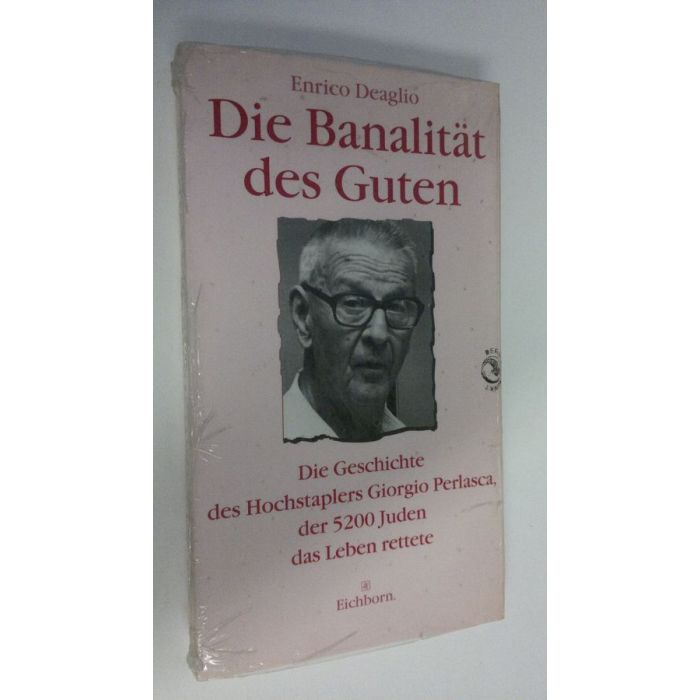 Enrico Deaglio
Die Banalität
des Guten
Die Geschichte
des Hochstaplers Giorgio Perlasca,
der 5200 Juden
das Leben rettete
Eichborn.